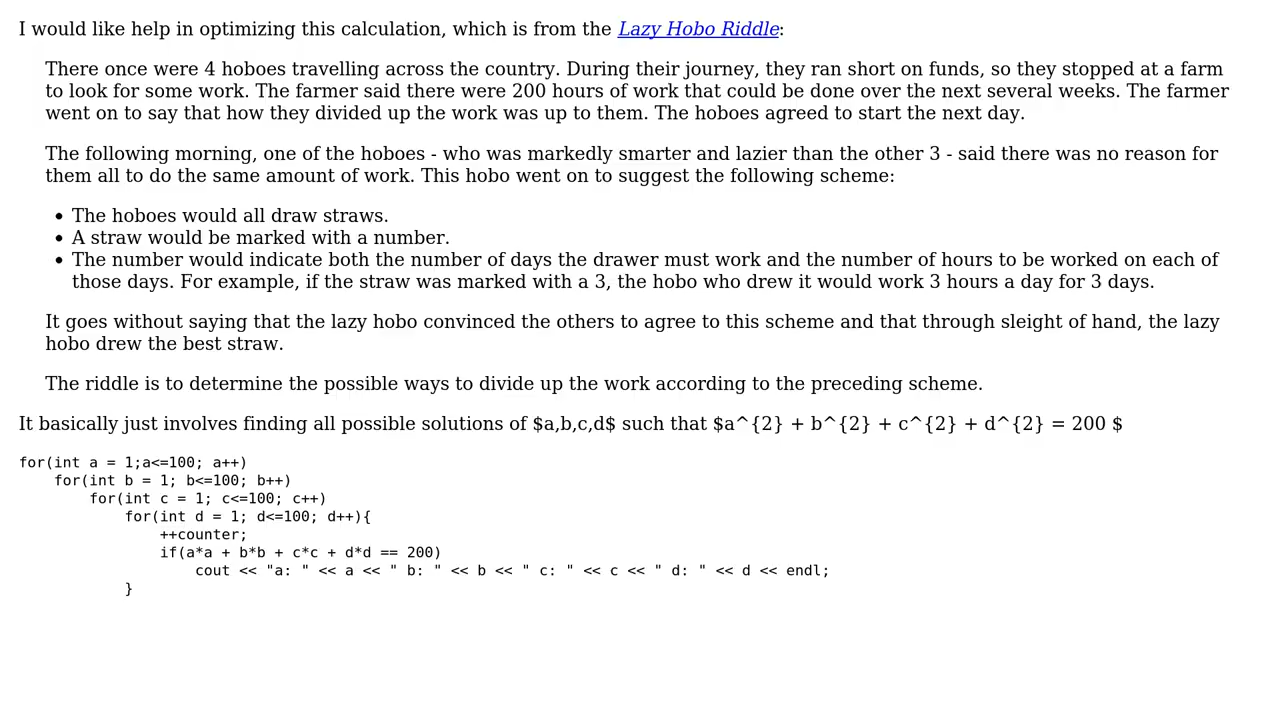 I would like help in optimizing this calculation, which is from the Lazy Hobo Riddle:
There once were 4 hoboes travelling across the country. During their journey, they ran short on funds, so they stopped at a farm
to look for some work. The farmer said there were 200 hours of work that could be done over the next several weeks. The farmer
went on to say that how they divided up the work was up to them. The hoboes agreed to start the next day.
The following morning, one of the hoboes - who was markedly smarter and lazier than the other 3 - said there was no reason for
them all to do the same amount of work. This hobo went on to suggest the following scheme:
• The hoboes would all draw straws.
• A straw would be marked with a number.
• The number would indicate both the number of days the drawer must work and the number of hours to be worked on each of
those days. For example, if the straw was marked with a 3, the hobo who drew it would work 3 hours a day for 3 days.
It goes without saying that the lazy hobo convinced the others to agree to this scheme and that through sleight of hand, the lazy
hobo drew the best straw.
The riddle is to determine the possible ways to divide up the work according to the preceding scheme.
It basically just involves finding all possible solutions of $a,b,c,d$ such that $a^{2} + b^{2} + c^{2} + d^{2} = 200 $
for(int a = 1;a<=100; a++)
    for(int b = 1; b<=100; b++)
        for(int c = 1; c<=100; c++)
            for(int d = 1; d<=100; d++){
                ++counter;
                if(a*a + b*b + c*c + d*d == 200)
                    cout << "a: " << a << " b: " << b << " c: " << c << " d: " << d << endl;
            }